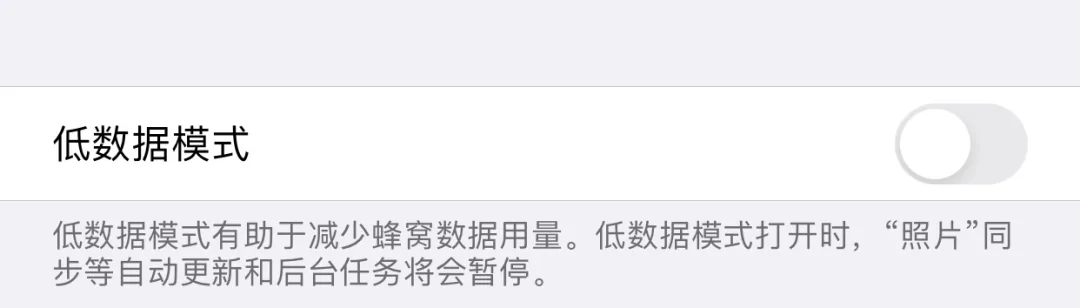 低数据模式
低数据模式有助于减少蜂窝数据用量。低数据模式打开时，“照片”同
步等自动更新和后台任务将会暂停。